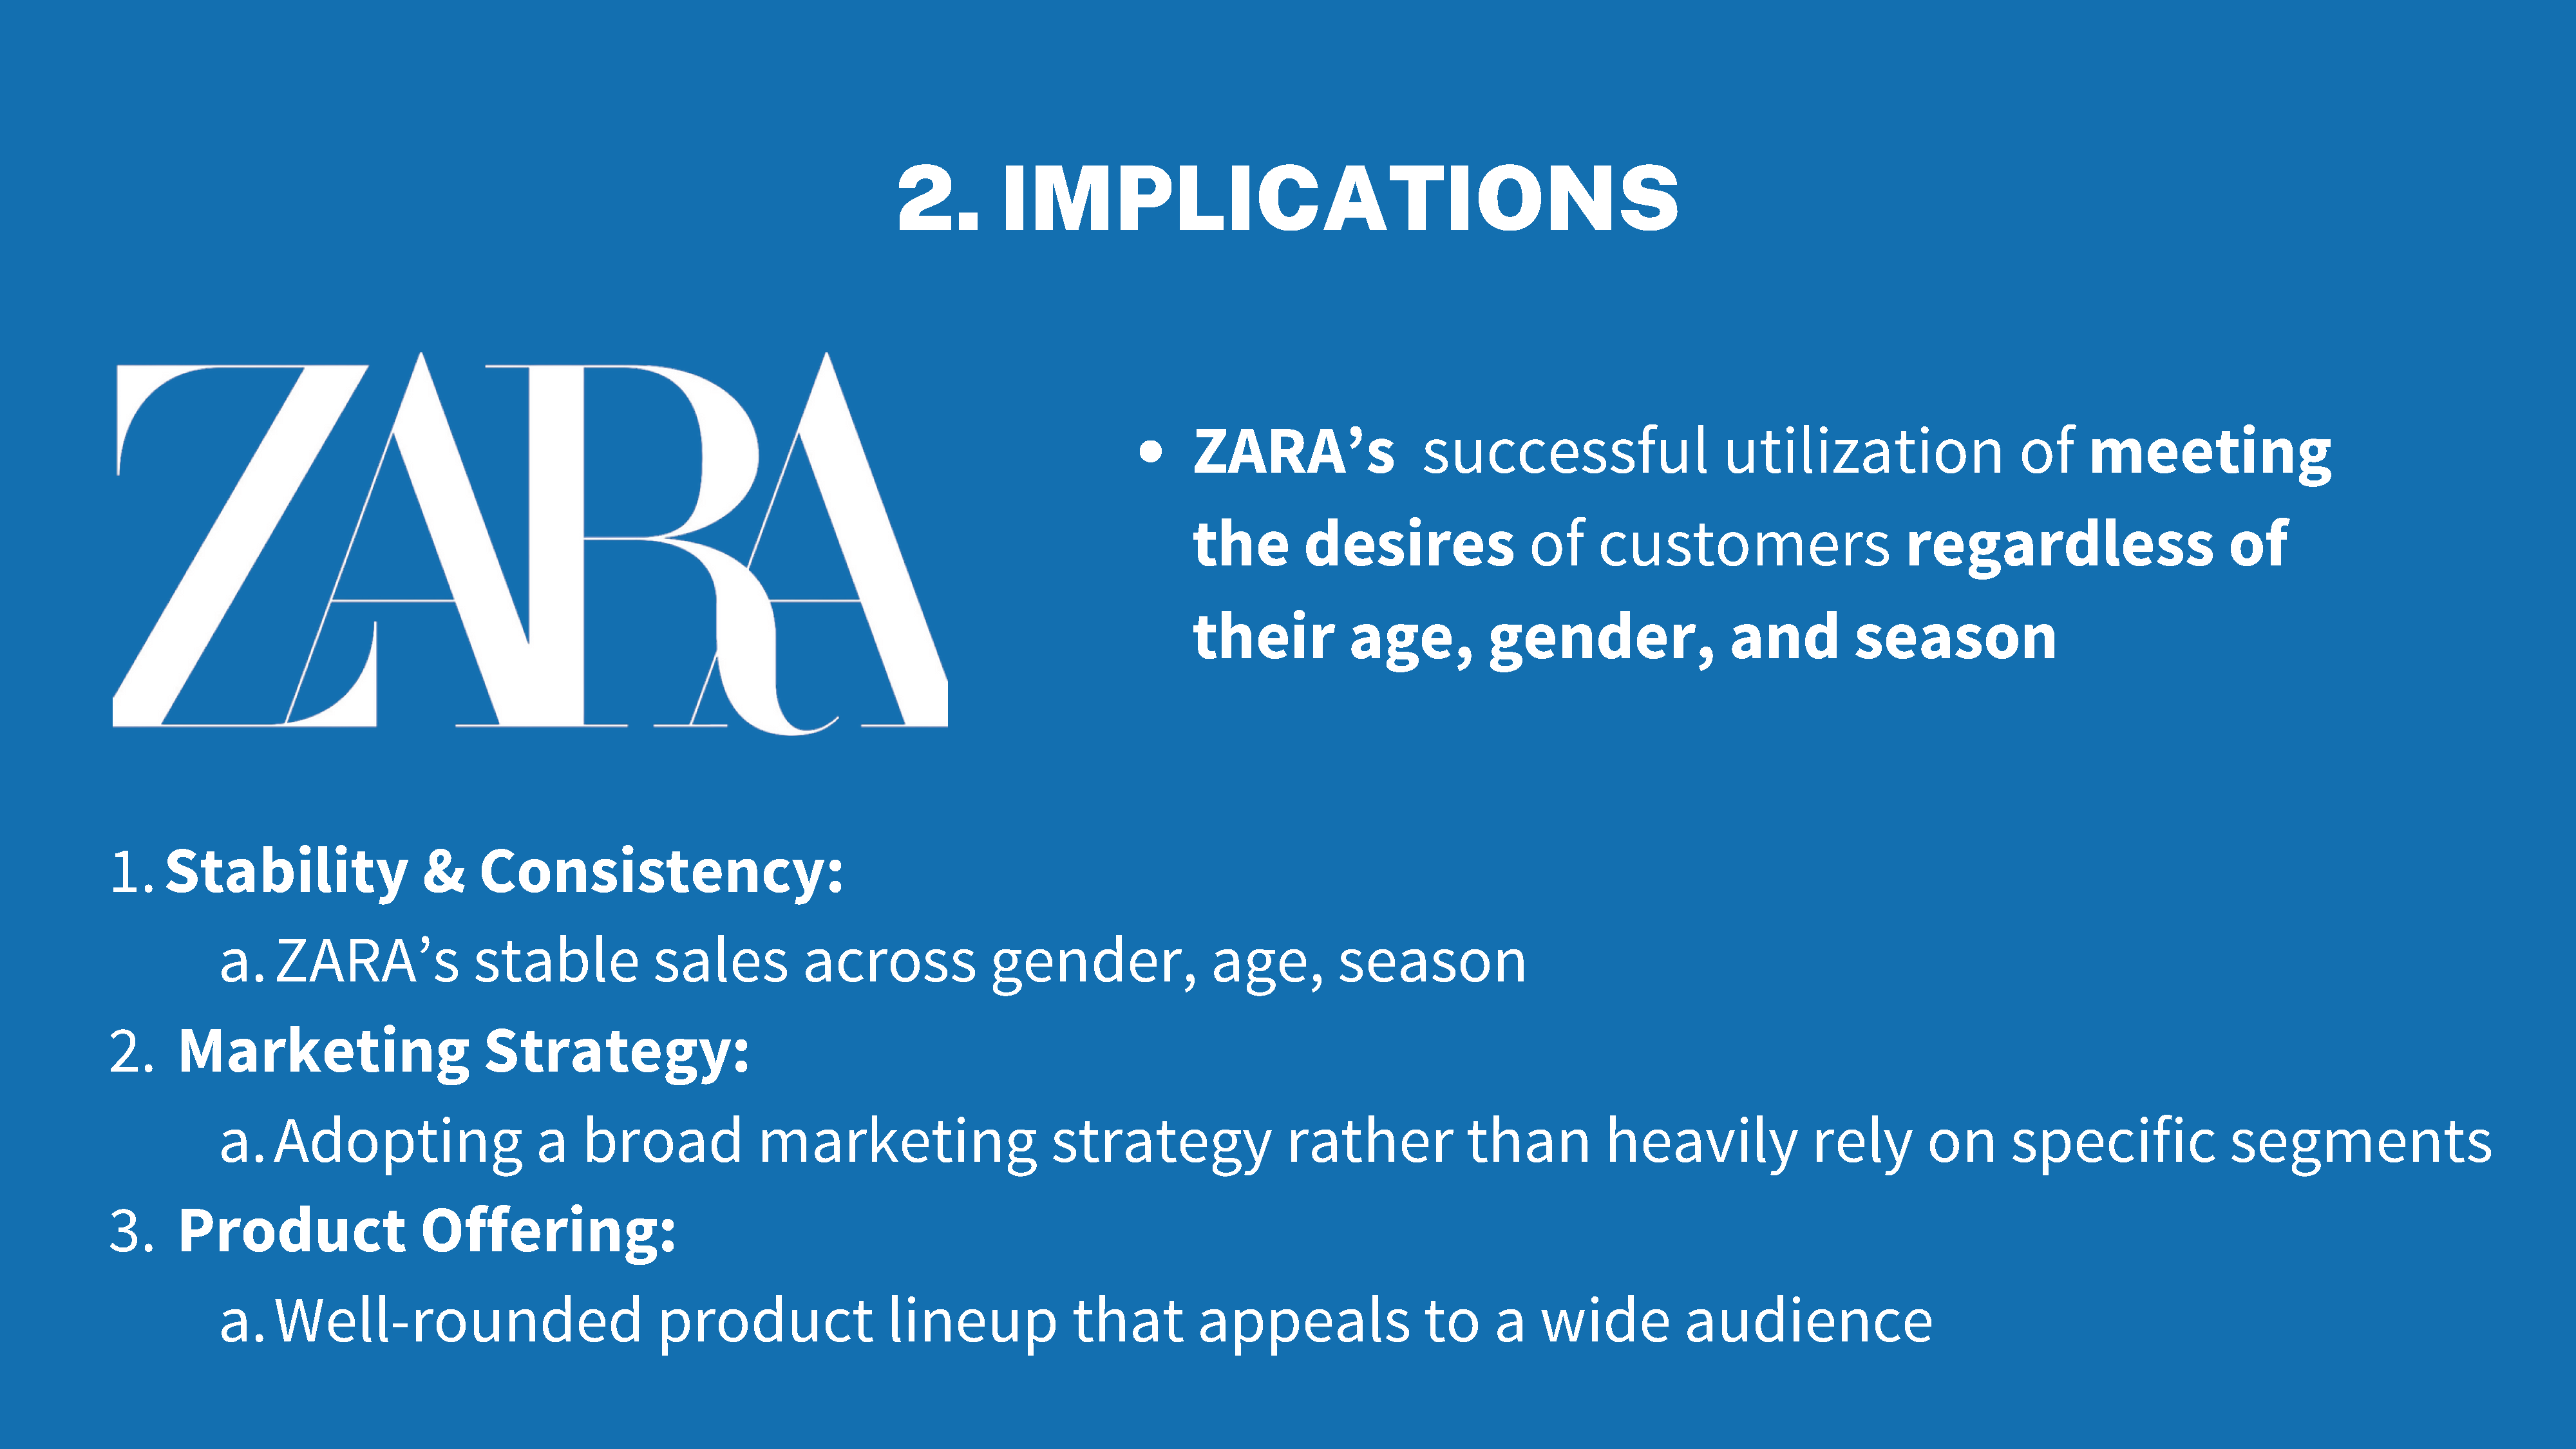 2. IMPLICATIONS
ZARA
• ZARA’s successful utilization of meeting
the desires of customers regardless of
their age, gender, and season
1. Stability & Consistency:
a. ZARA’s stable sales across gender, age, season
2. Marketing Strategy:
a. Adopting a broad marketing strategy rather than heavily rely on specific segments
3. Product Offering:
a. Well-rounded product lineup that appeals to a wide audience